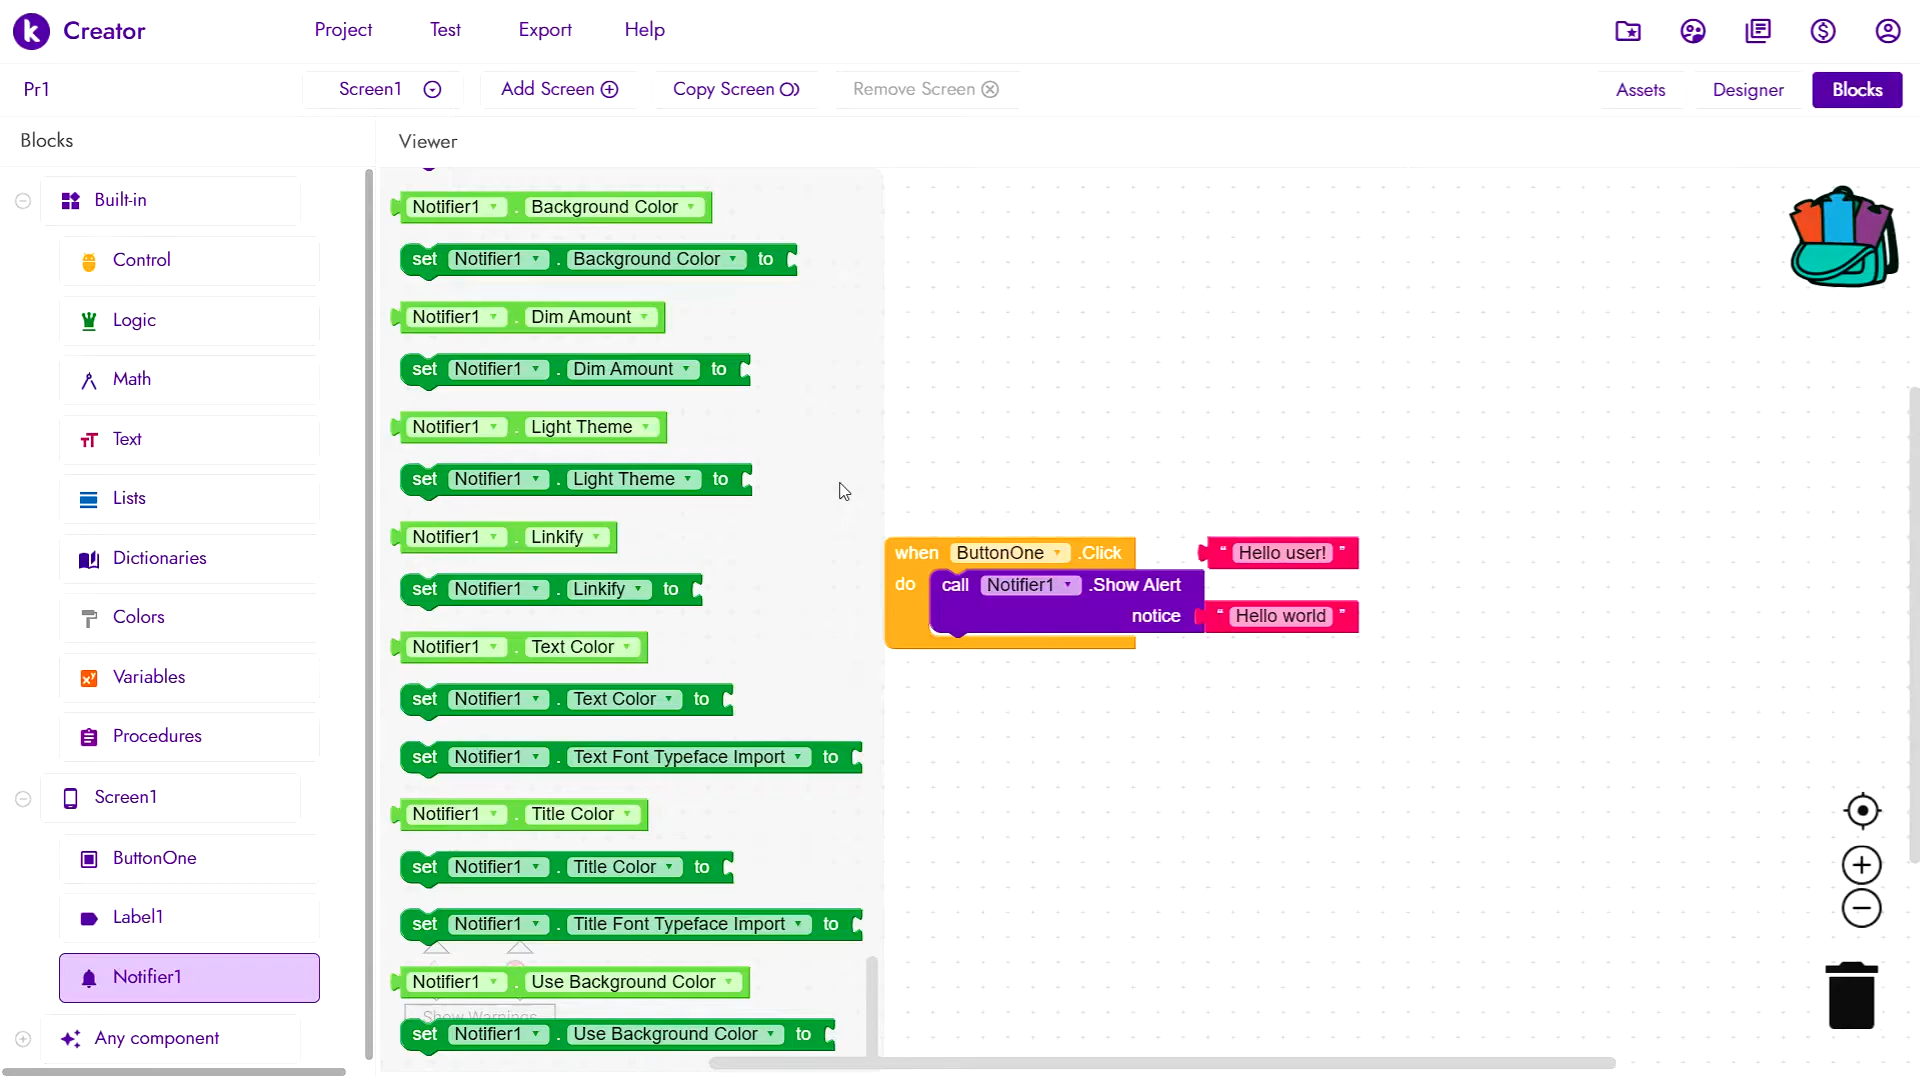 k Creator Project Test Export Help
Pr1 Screen1 Add Screen Copy Screen Remove Screen Assets Designer Blocks
Blocks Viewer
Built-in
Control
Logic
Math
Text
Lists
Dictionaries
Colors
Variables
Procedures
Screen1
ButtonOne
Label1
Notifier1
Any component
Notifier1 . Background Color
set Notifier1 . Background Color to
Notifier1 . Dim Amount
set Notifier1 . Dim Amount to
Notifier1 . Light Theme
set Notifier1 . Light Theme to
Notifier1 . Linkify
set Notifier1 . Linkify to
Notifier1 . Text Color
set Notifier1 . Text Color to
set Notifier1 . Text Font Typeface Import to
Notifier1 . Title Color
set Notifier1 . Title Color to
set Notifier1 . Title Font Typeface Import to
Notifier1 . Use Background Color
Show Warnings
set Notifier1 . Use Background Color to
when ButtonOne .Click
“ Hello user! ”
do call Notifier1 .Show Alert
notice “ Hello world ”